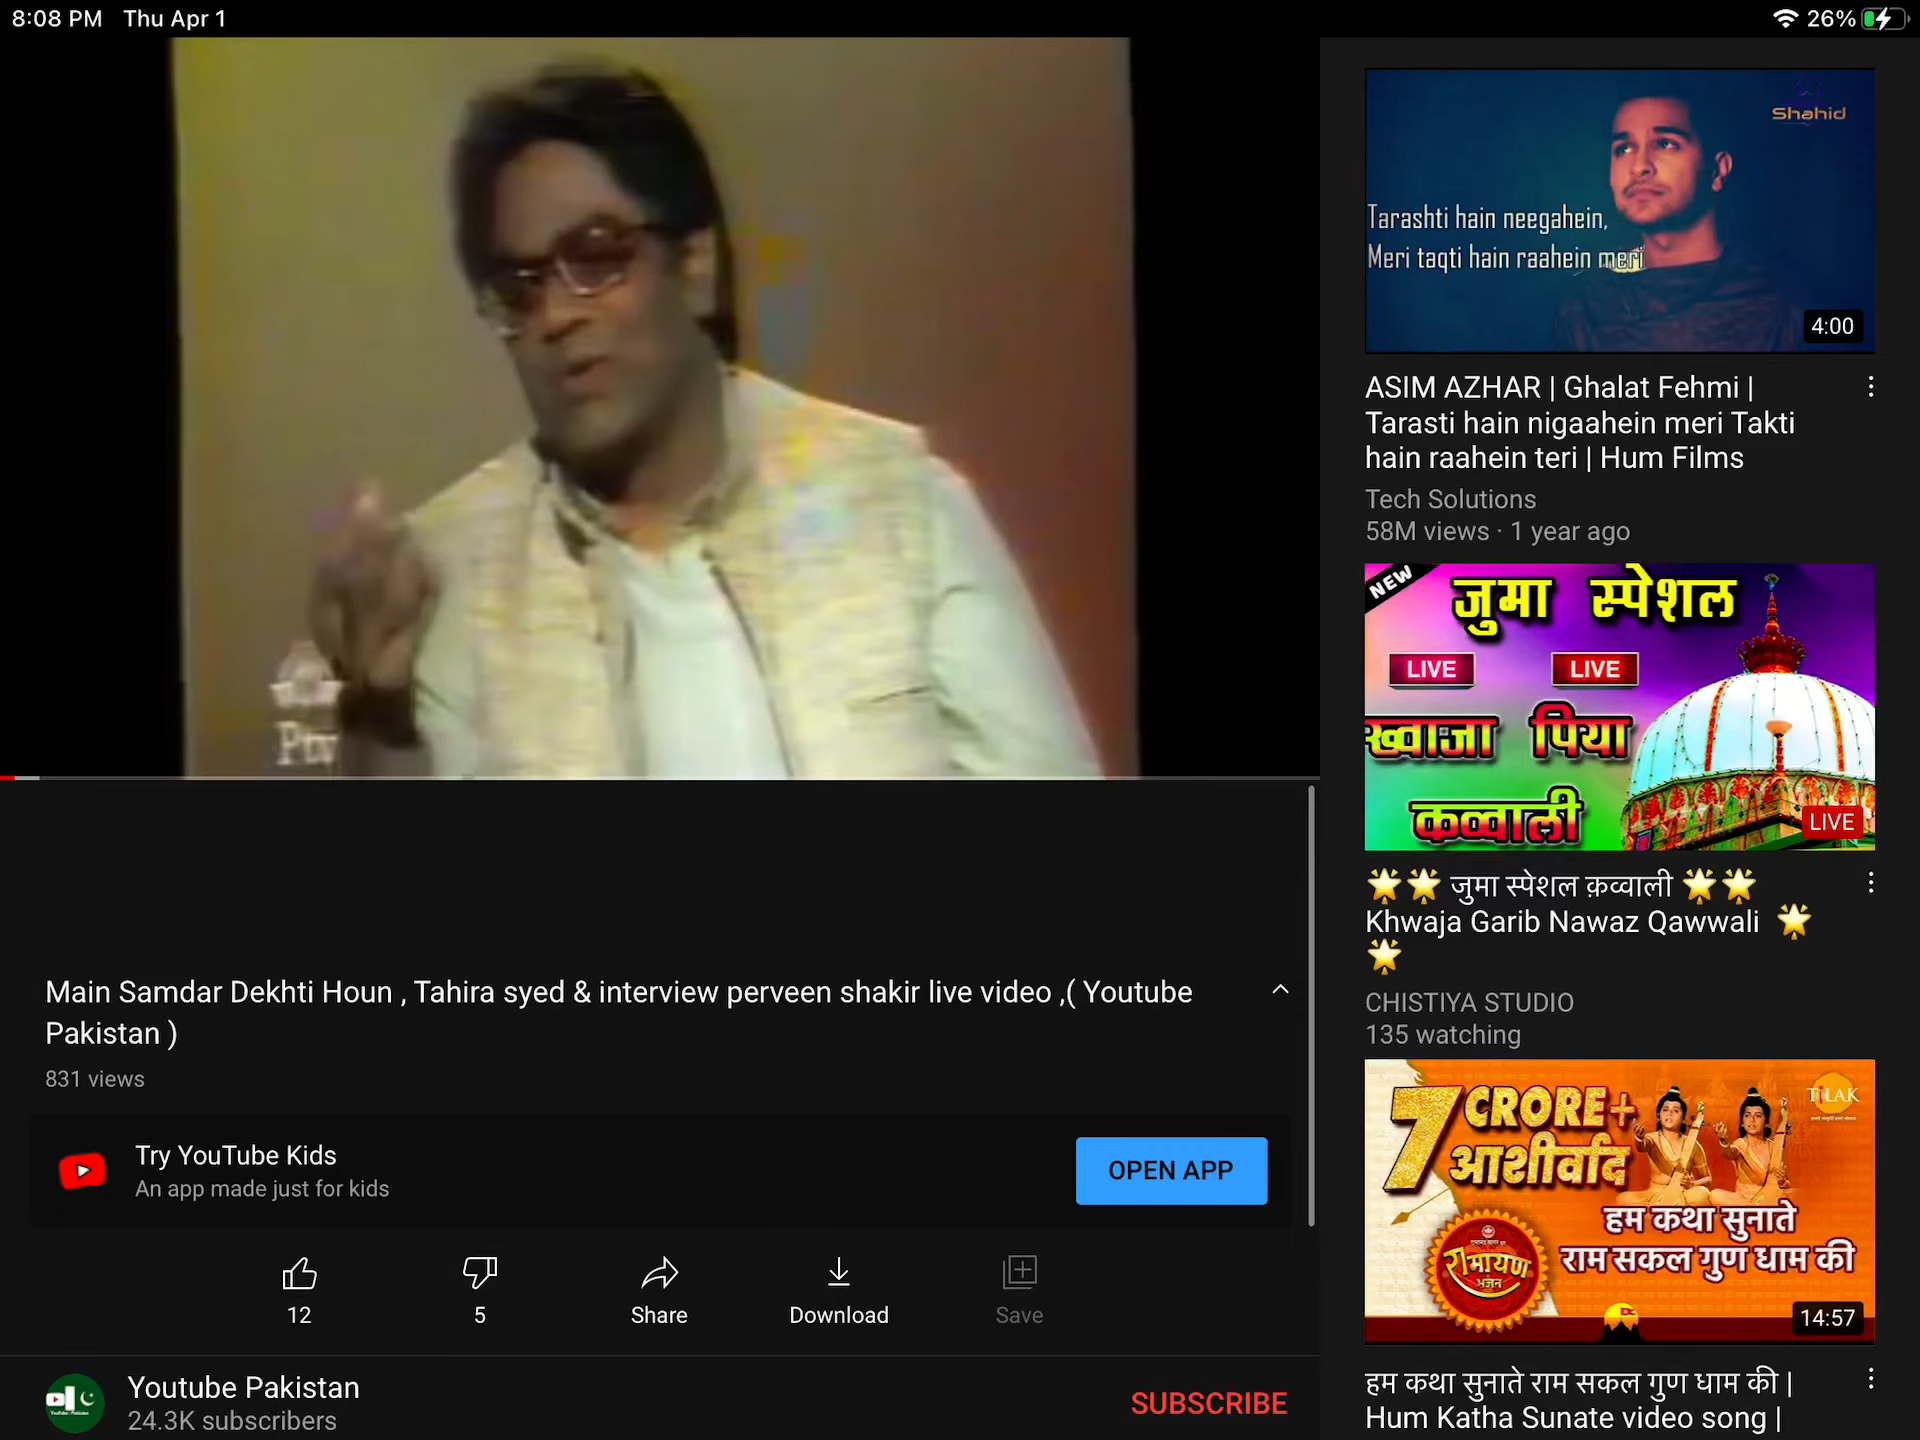 8:08 PM Thu Apr 1
26%
Ptv
Main Samdar Dekhti Houn , Tahira syed & interview perveen shakir live video ,( Youtube
Pakistan )
831 views
Try YouTube Kids
An app made just for kids
OPEN APP
12
5
Share
Download
Save
Youtube Pakistan
24.3K subscribers
SUBSCRIBE
Shahid
Tarashti hain neegahein,
Meri taqti hain raahein meri
4:00
ASIM AZHAR | Ghalat Fehmi |
Tarasti hain nigaahein meri Takti
hain raahein teri | Hum Films
Tech Solutions
58M views · 1 year ago
NEW
जुमा स्पेशल
LIVE LIVE
ख्वाजा पिया
कव्वाली
LIVE
🌟🌟 जुमा स्पेशल क़व्वाली 🌟🌟
Khwaja Garib Nawaz Qawwali 🌟
🌟
CHISTIYA STUDIO
135 watching
7 CRORE+
आशीर्वाद
TiLAK
हम कथा सुनाते
राम सकल गुण धाम की
रामायण
भजन
14:57
हम कथा सुनाते राम सकल गुण धाम की |
Hum Katha Sunate video song |